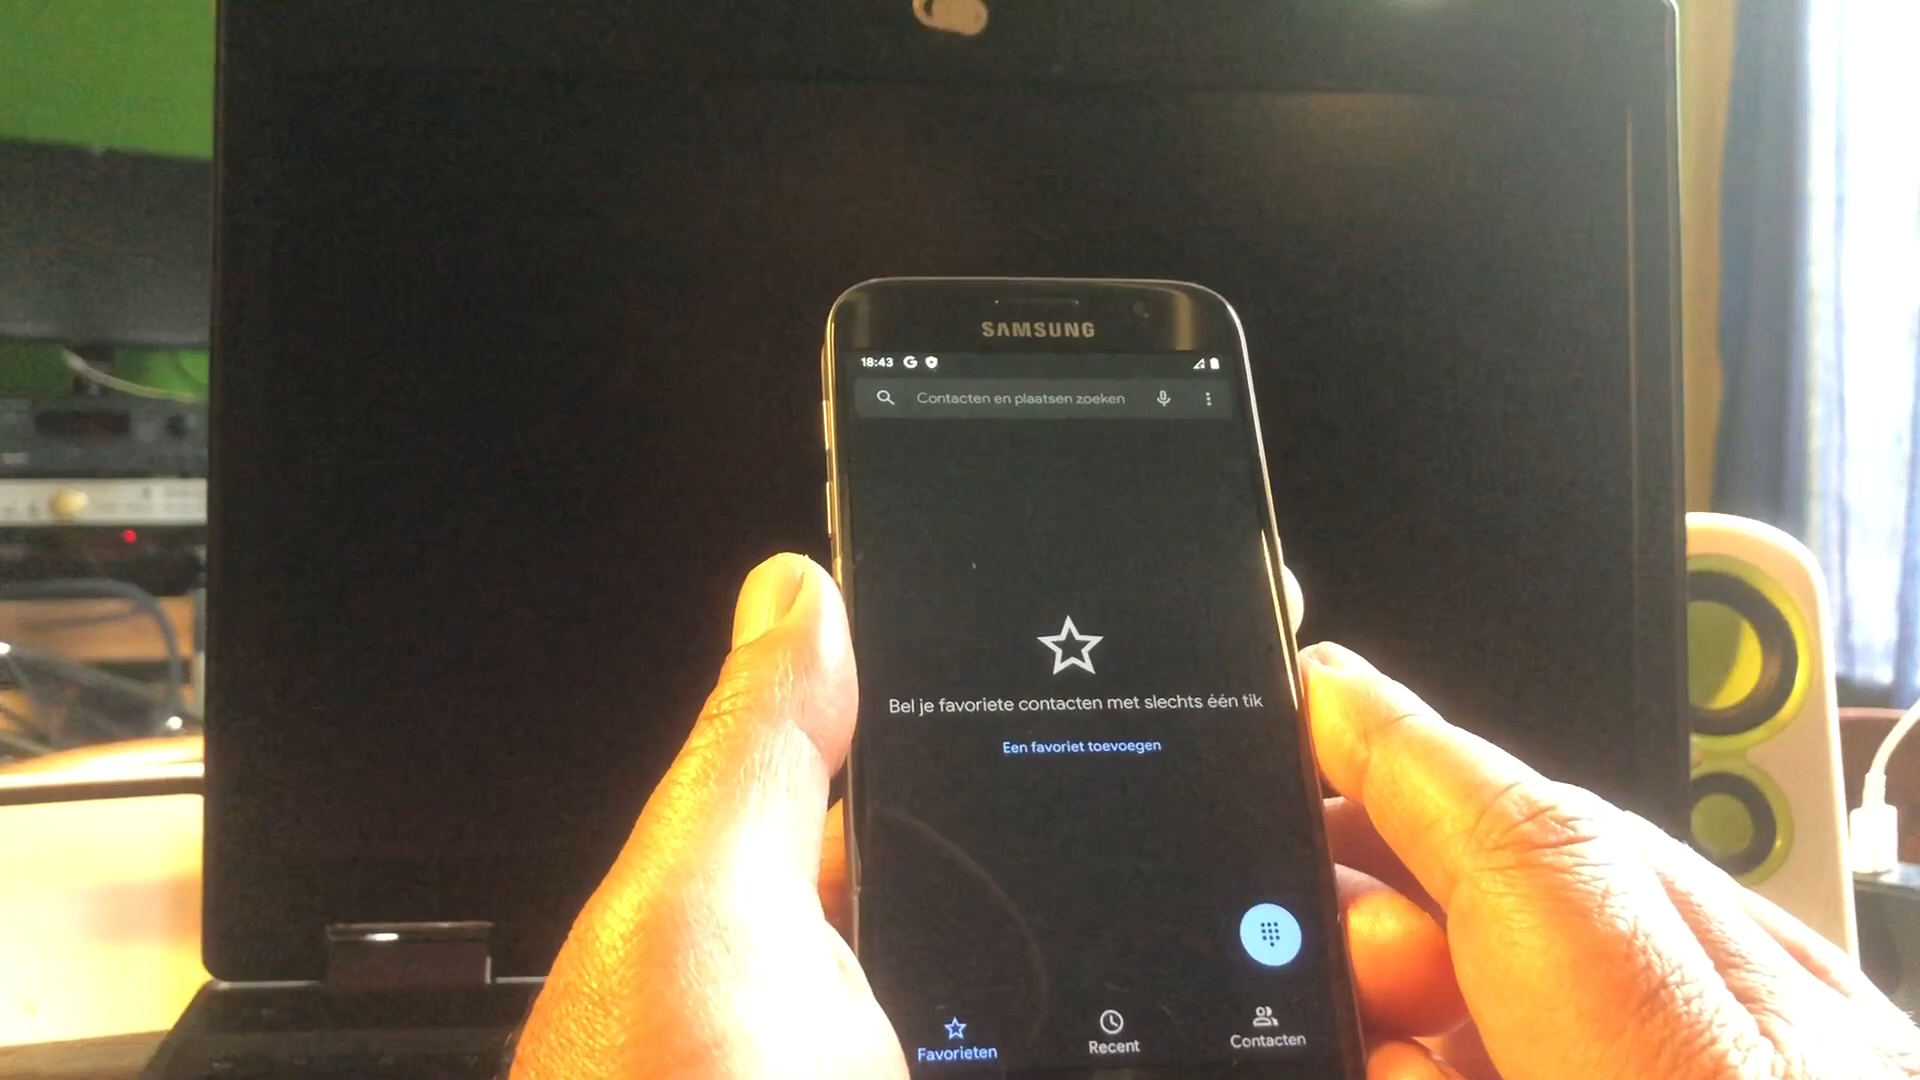 SAMSUNG
18:43
Contacten en plaatsen zoeken
Bel je favoriete contacten met slechts één tik
Een favoriet toevoegen
Favorieten
Recent
Contacten